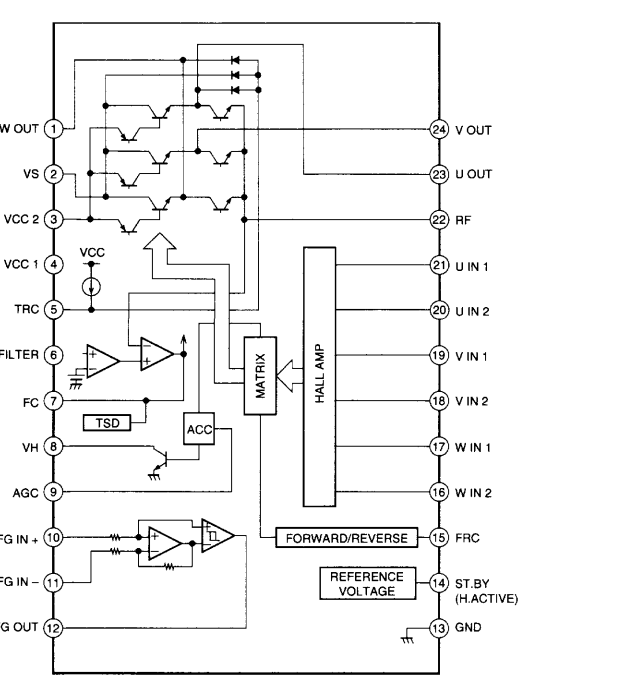 W OUT 1
VS 2
VCC 2 3
VCC 1 4
TRC 5
FILTER 6
FC 7
VH 8
AGC 9
FG IN + 10
FG IN − 11
G OUT 12
24 V OUT
23 U OUT
22 RF
21 U IN 1
20 U IN 2
19 V IN 1
18 V IN 2
17 W IN 1
16 W IN 2
15 FRC
14 ST.BY
(H.ACTIVE)
13 GND
VCC
TSD
ACC
MATRIX
HALL AMP
FORWARD/REVERSE
REFERENCE
VOLTAGE